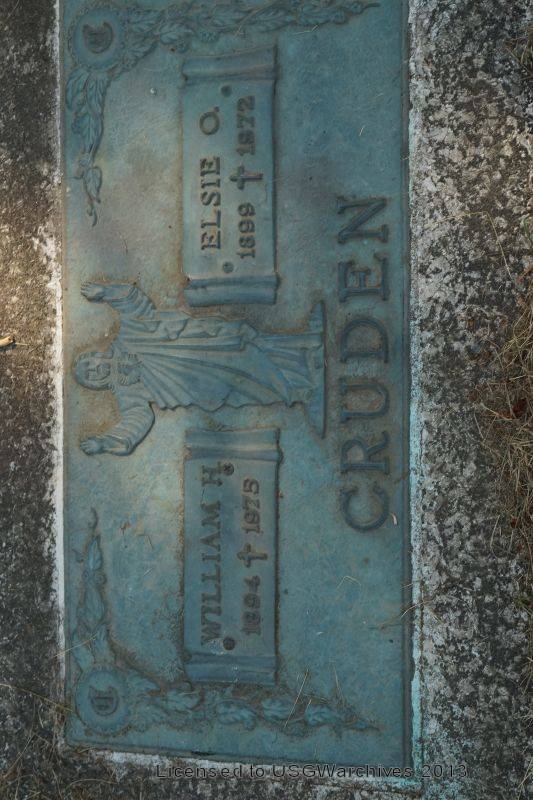 WILLIAM H.
1894 † 1975
ELSIE O.
1899 † 1972
CRUDEN
Licensed to USGWarchives 2013